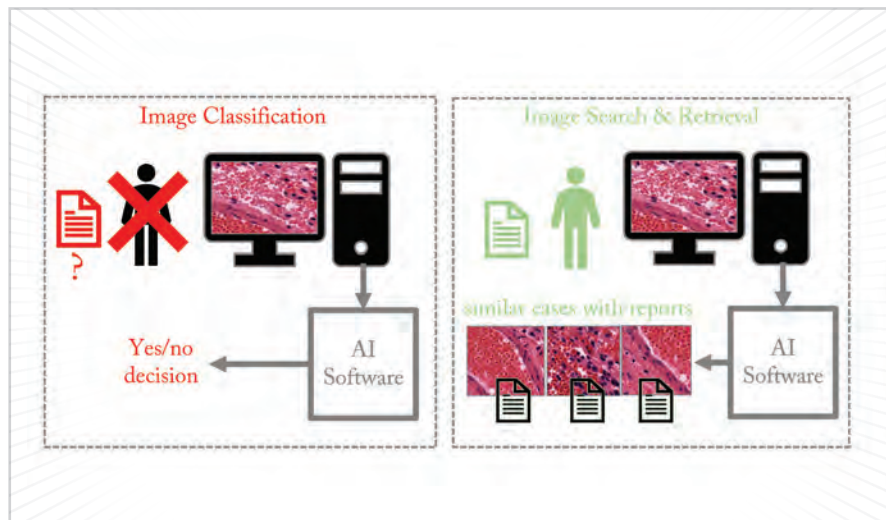 Image Classification
?
Yes/no
decision
AI
Software
Image Search & Retrieval
similar cases with reports
AI
Software